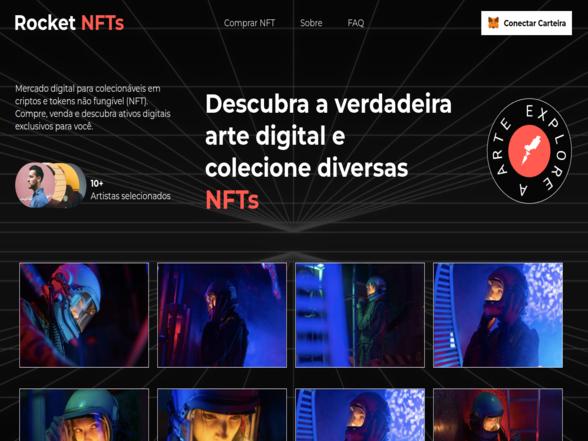 Rocket NFTs
Comprar NFT
Sobre
FAQ
Conectar Carteira
Mercado digital para colecionáveis em
criptos e tokens não fungível (NFT).
Compre, venda e descubra ativos digitais
exclusivos para você.
10+
Artistas selecionados
Descubra a verdadeira
arte digital e
colecione diversas
NFTs
EXPLORE A ARTE